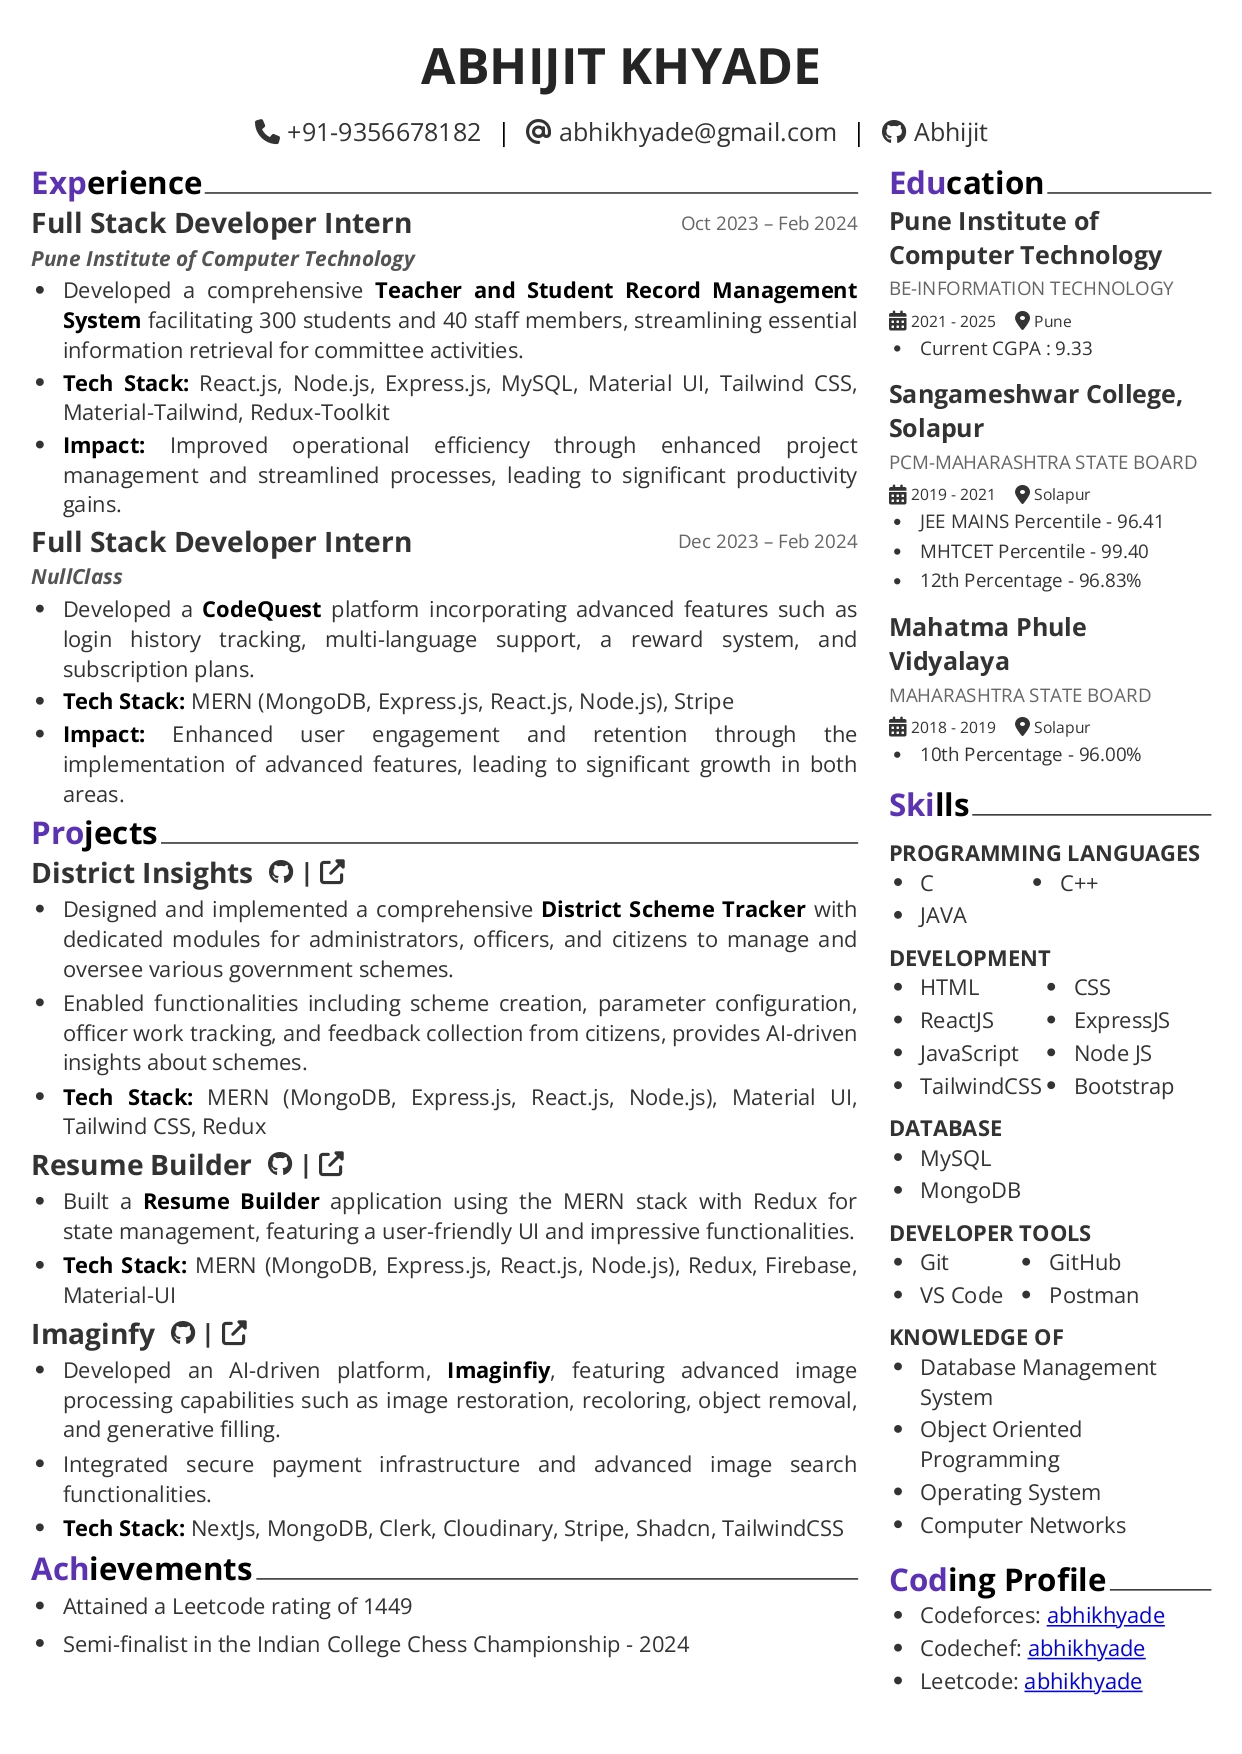 ABHIJIT KHYADE
+91-9356678182 | abhikhyade@gmail.com | Abhijit
Experience
Full Stack Developer Intern Oct 2023 – Feb 2024
Pune Institute of Computer Technology
• Developed a comprehensive Teacher and Student Record Management
System facilitating 300 students and 40 staff members, streamlining essential
information retrieval for committee activities.
• Tech Stack: React.js, Node.js, Express.js, MySQL, Material UI, Tailwind CSS,
Material-Tailwind, Redux-Toolkit
• Impact: Improved operational efficiency through enhanced project
management and streamlined processes, leading to significant productivity
gains.
Full Stack Developer Intern Dec 2023 – Feb 2024
NullClass
• Developed a CodeQuest platform incorporating advanced features such as
login history tracking, multi-language support, a reward system, and
subscription plans.
• Tech Stack: MERN (MongoDB, Express.js, React.js, Node.js), Stripe
• Impact: Enhanced user engagement and retention through the
implementation of advanced features, leading to significant growth in both
areas.
Projects
District Insights |
• Designed and implemented a comprehensive District Scheme Tracker with
dedicated modules for administrators, officers, and citizens to manage and
oversee various government schemes.
• Enabled functionalities including scheme creation, parameter configuration,
officer work tracking, and feedback collection from citizens, provides AI-driven
insights about schemes.
• Tech Stack: MERN (MongoDB, Express.js, React.js, Node.js), Material UI,
Tailwind CSS, Redux
Resume Builder |
• Built a Resume Builder application using the MERN stack with Redux for
state management, featuring a user-friendly UI and impressive functionalities.
• Tech Stack: MERN (MongoDB, Express.js, React.js, Node.js), Redux, Firebase,
Material-UI
Imaginfy |
• Developed an AI-driven platform, Imaginfiy, featuring advanced image
processing capabilities such as image restoration, recoloring, object removal,
and generative filling.
• Integrated secure payment infrastructure and advanced image search
functionalities.
• Tech Stack: NextJs, MongoDB, Clerk, Cloudinary, Stripe, Shadcn, TailwindCSS
Achievements
• Attained a Leetcode rating of 1449
• Semi-finalist in the Indian College Chess Championship - 2024
Education
Pune Institute of
Computer Technology
BE-INFORMATION TECHNOLOGY
2021 - 2025 Pune
• Current CGPA : 9.33
Sangameshwar College,
Solapur
PCM-MAHARASHTRA STATE BOARD
2019 - 2021 Solapur
• JEE MAINS Percentile - 96.41
• MHTCET Percentile - 99.40
• 12th Percentage - 96.83%
Mahatma Phule
Vidyalaya
MAHARASHTRA STATE BOARD
2018 - 2019 Solapur
• 10th Percentage - 96.00%
Skills
PROGRAMMING LANGUAGES
• C • C++
• JAVA
DEVELOPMENT
• HTML • CSS
• ReactJS • ExpressJS
• JavaScript • Node JS
• TailwindCSS • Bootstrap
DATABASE
• MySQL
• MongoDB
DEVELOPER TOOLS
• Git • GitHub
• VS Code • Postman
KNOWLEDGE OF
• Database Management
System
• Object Oriented
Programming
• Operating System
• Computer Networks
Coding Profile
• Codeforces: abhikhyade
• Codechef: abhikhyade
• Leetcode: abhikhyade